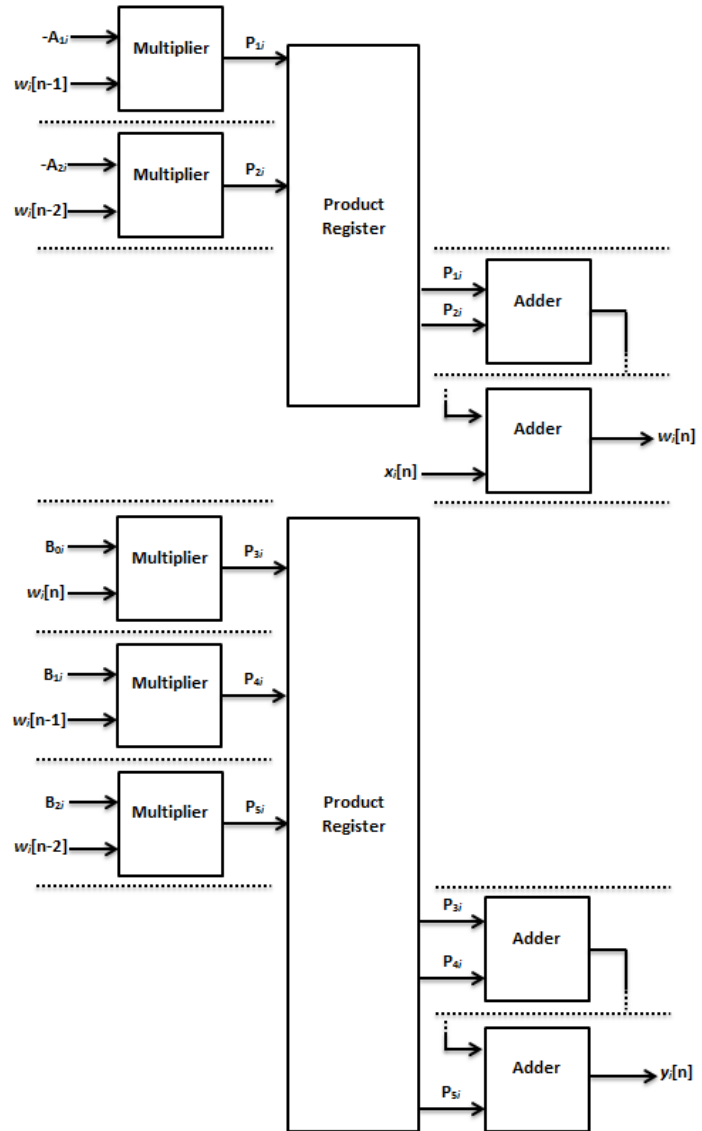 -A1i
Multiplier
P1i
wi[n-1]
-A2i
Multiplier
P2i
wi[n-2]
Product
Register
P1i
Adder
P2i
Adder
wi[n]
xi[n]
B0i
Multiplier
P3i
wi[n]
B1i
Multiplier
P4i
wi[n-1]
B2i
Multiplier
P5i
wi[n-2]
Product
Register
P3i
Adder
P4i
Adder
yi[n]
P5i